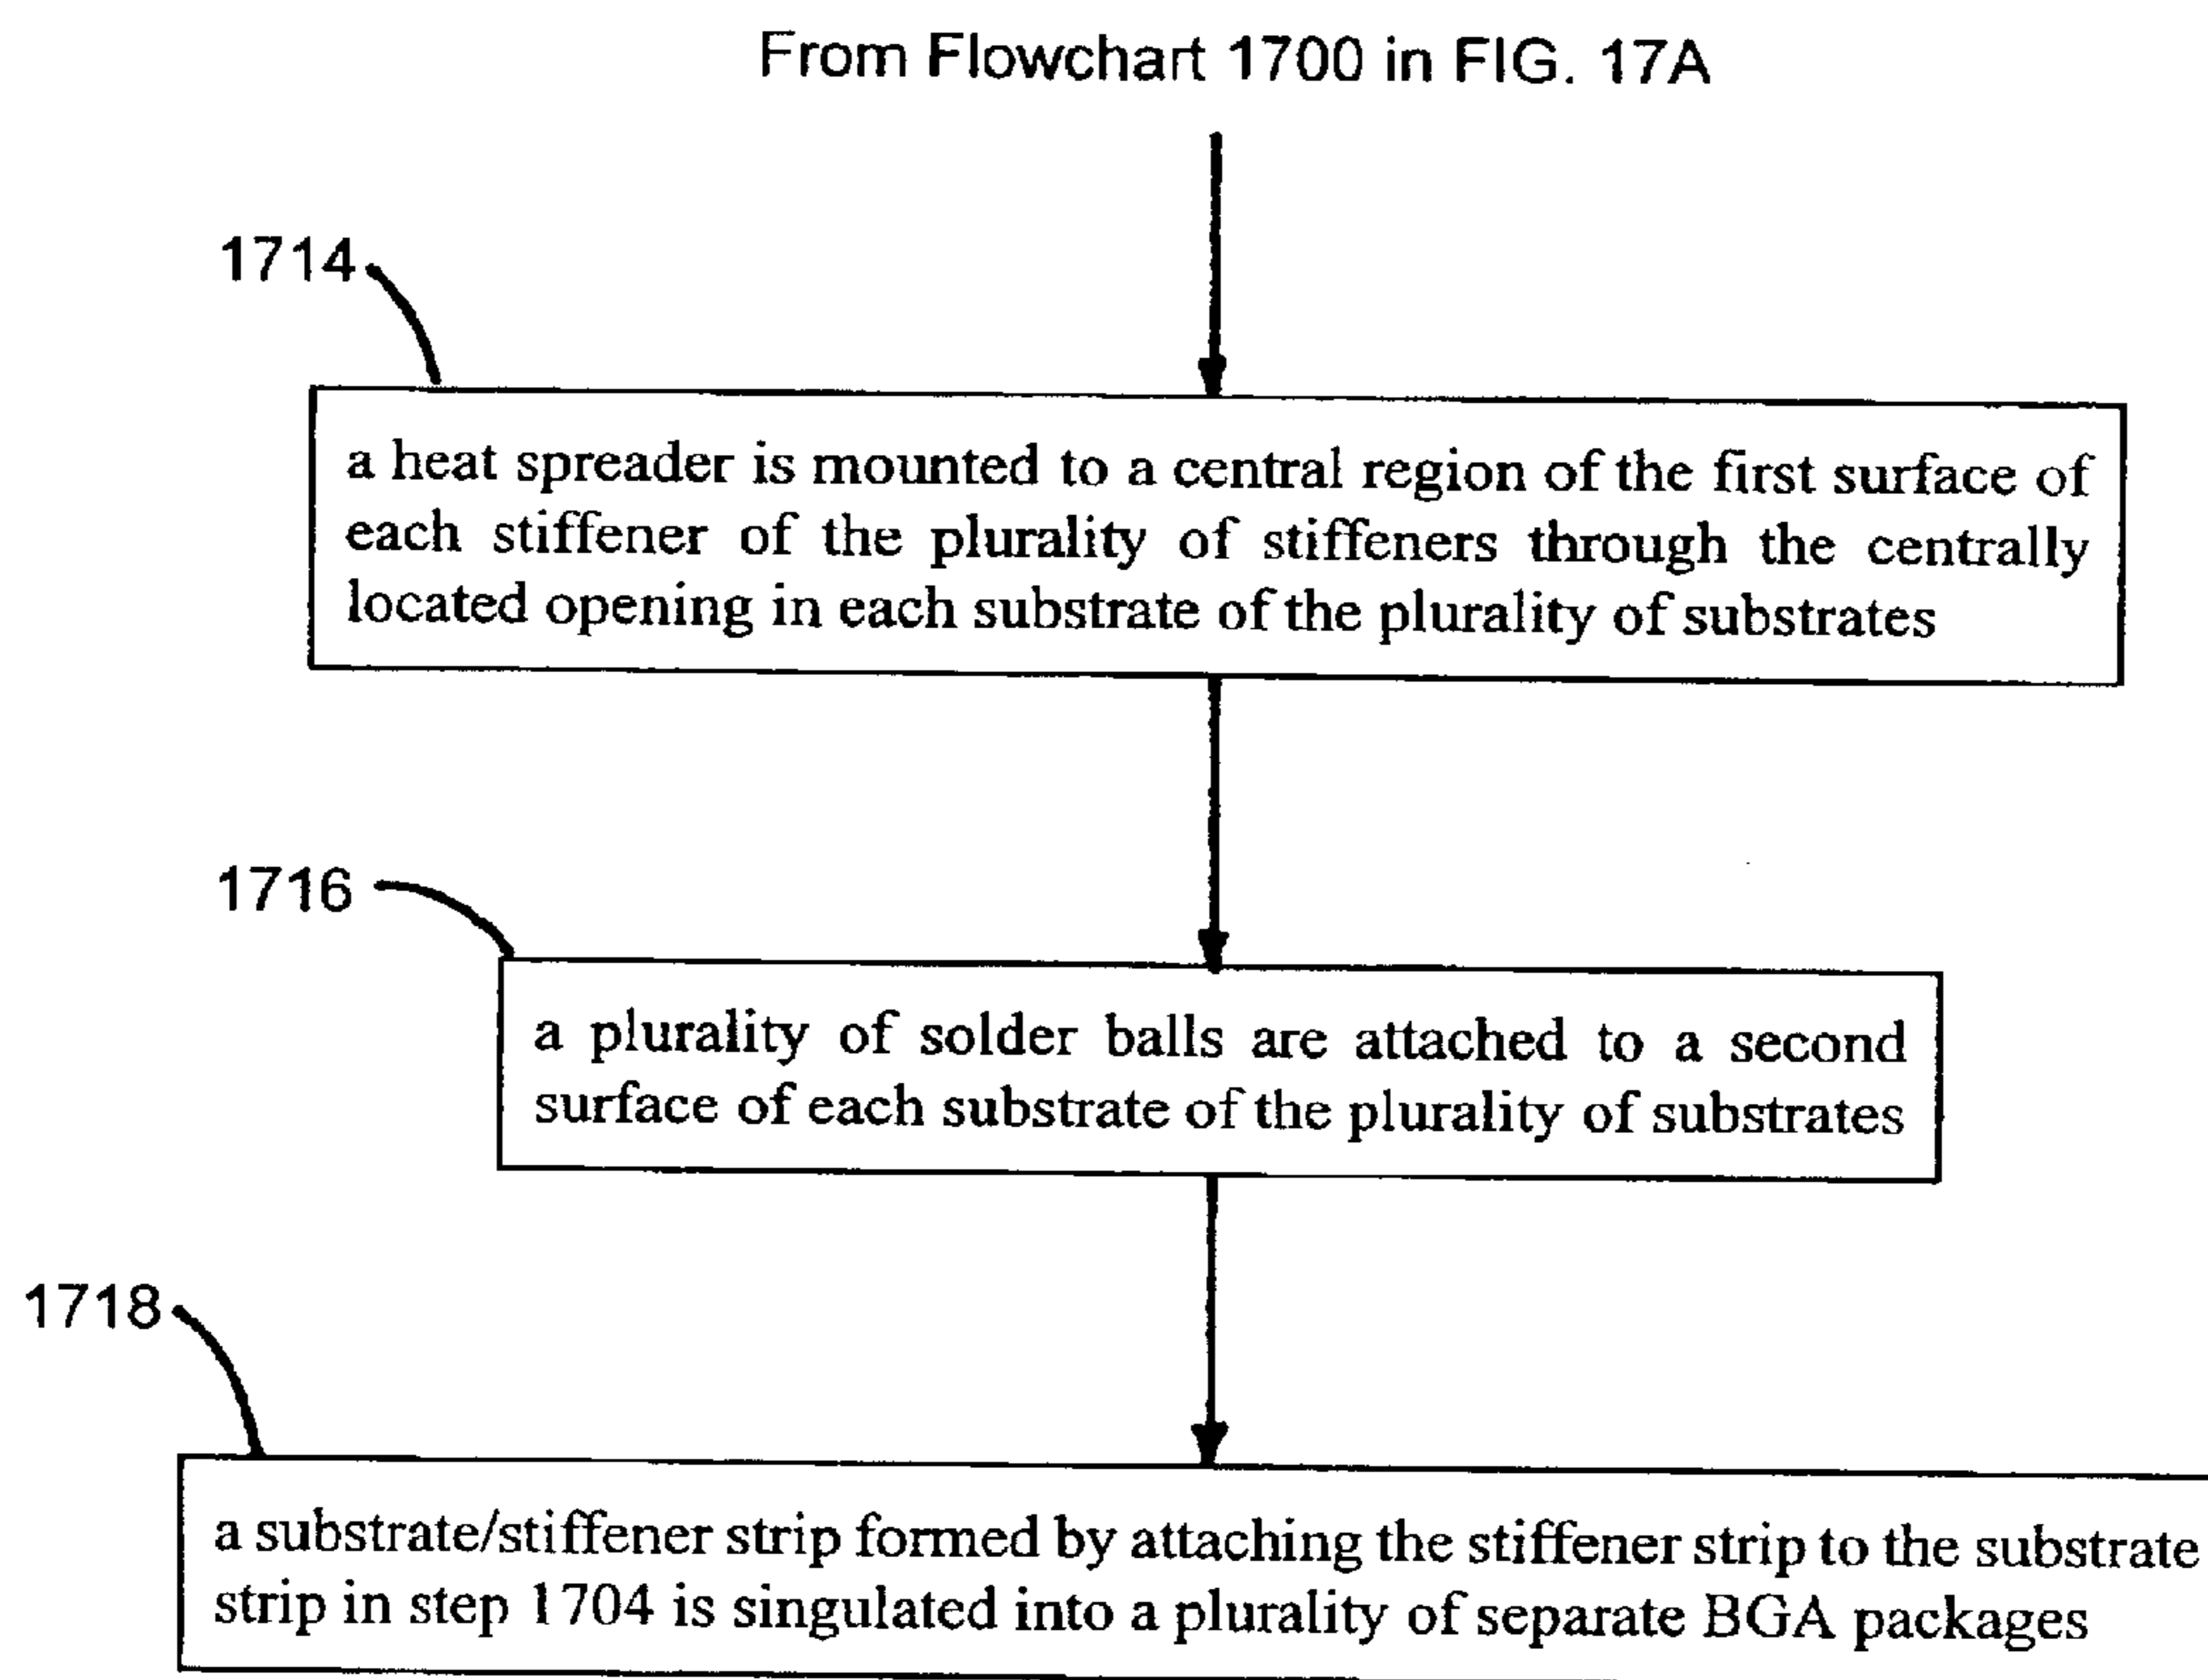 From Flowchart 1700 in FIG. 17A
1714
a heat spreader is mounted to a central region of the first surface of
each stiffener of the plurality of stiffeners through the centrally
located opening in each substrate of the plurality of substrates
1716
a plurality of solder balls are attached to a second
surface of each substrate of the plurality of substrates
1718
a substrate/stiffener strip formed by attaching the stiffener strip to the substrate
strip in step 1704 is singulated into a plurality of separate BGA packages